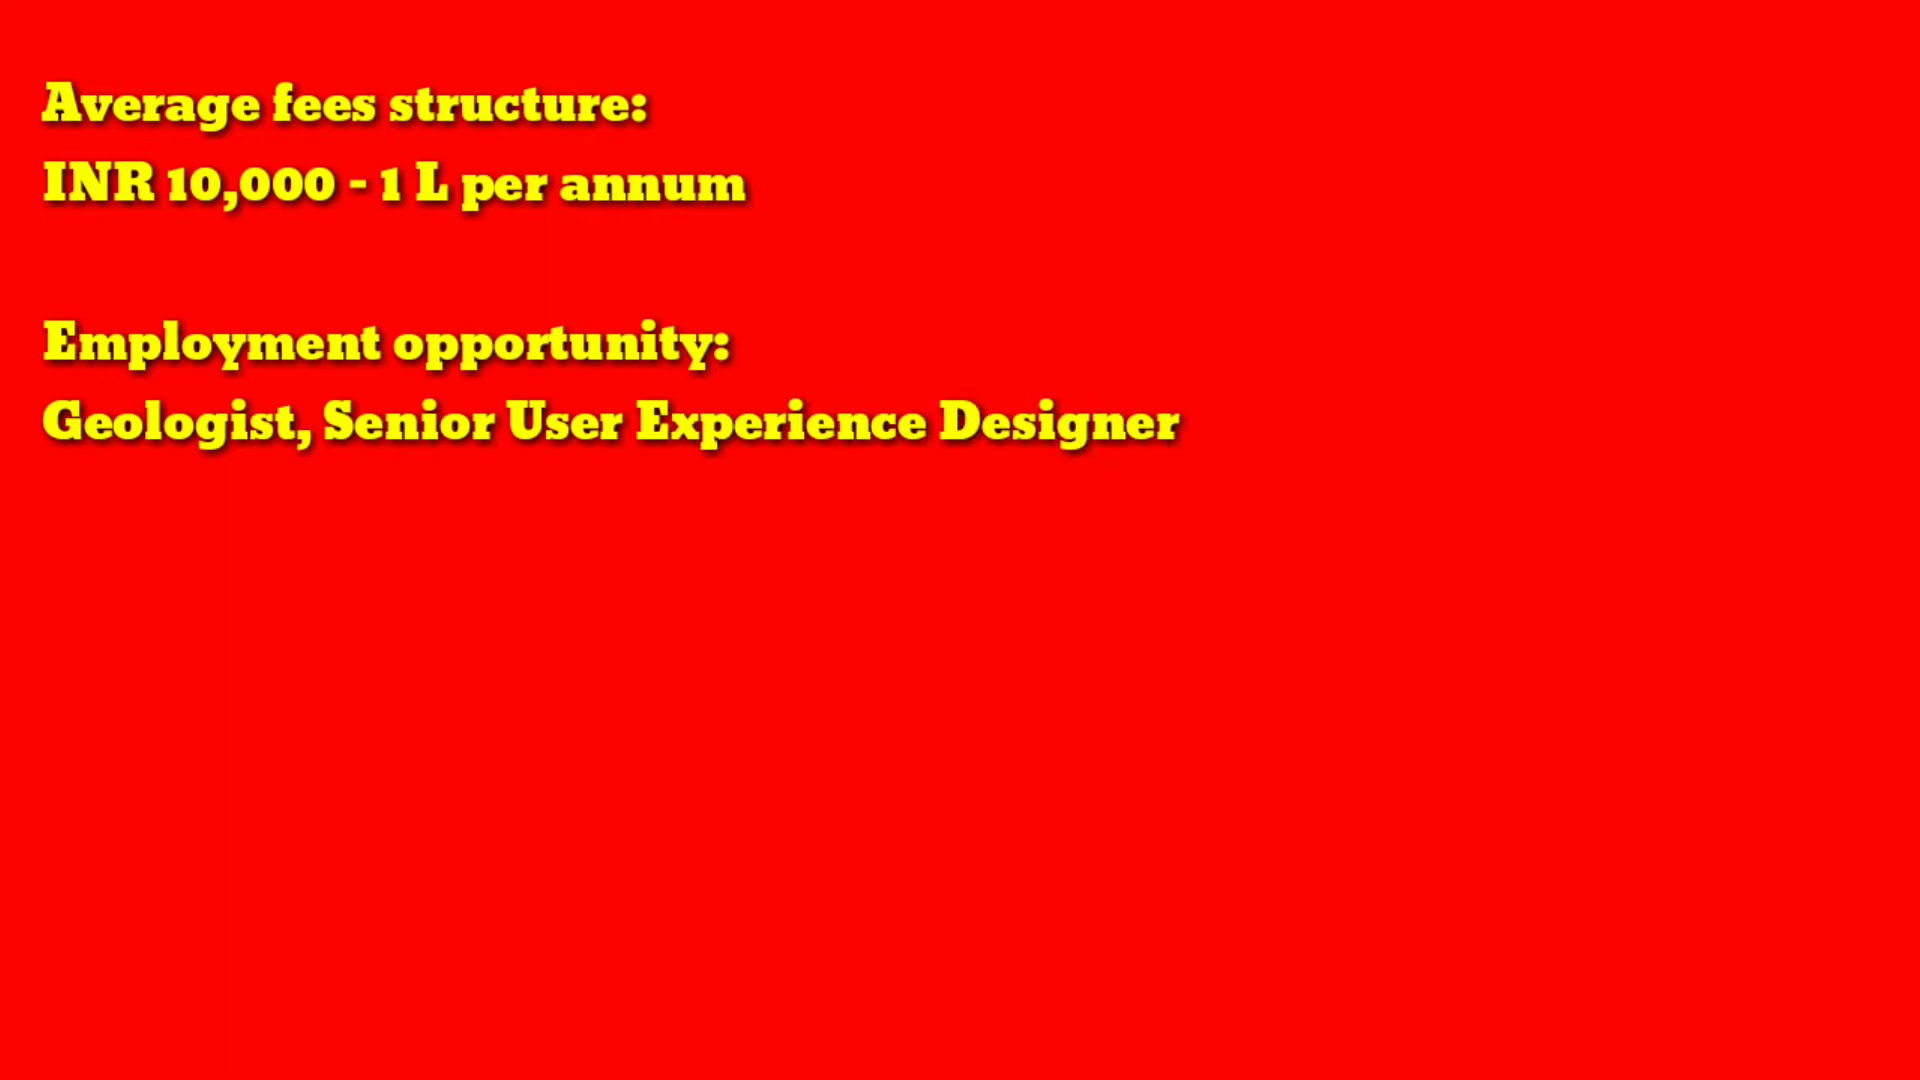 Average fees structure:
INR 10,000 - 1 L per annum
Employment opportunity:
Geologist, Senior User Experience Designer